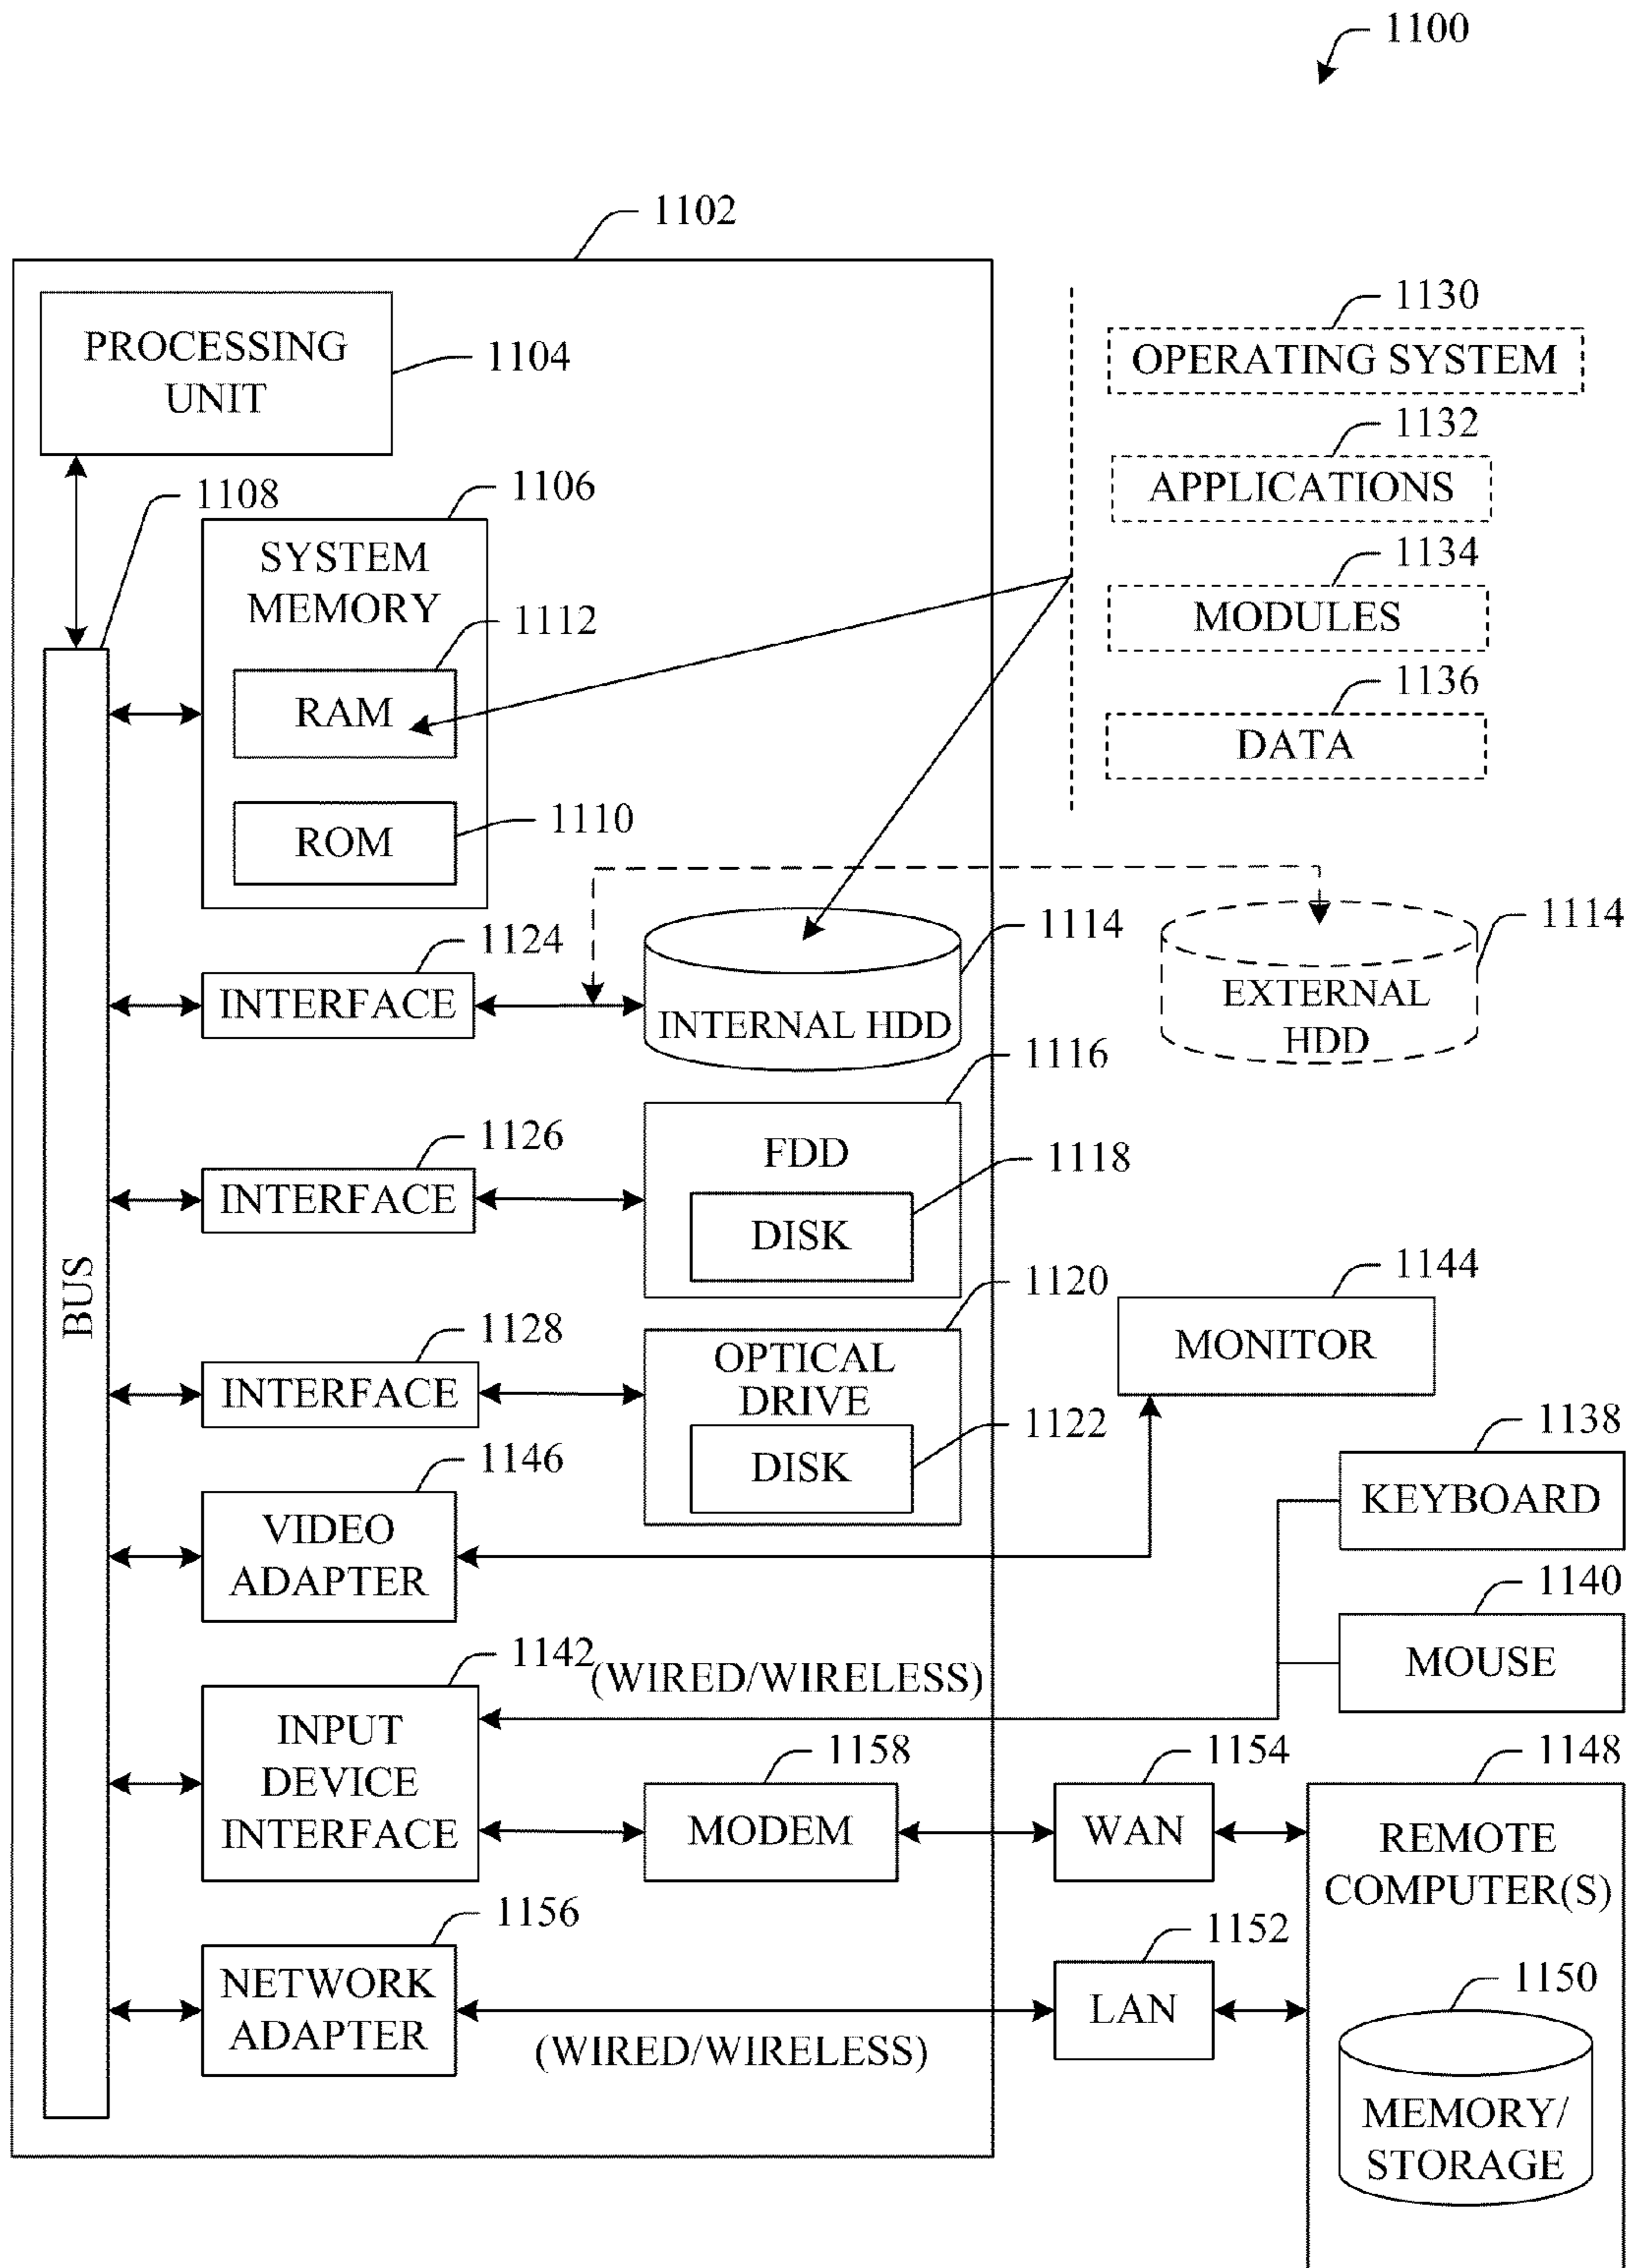 1100
1102
PROCESSING
UNIT
1104
1130
OPERATING SYSTEM
1132
APPLICATIONS
1134
MODULES
1136
DATA
1108
1106
SYSTEM
MEMORY
1112
RAM
1110
ROM
1124
INTERFACE
1114
INTERNAL HDD
1114
EXTERNAL
HDD
1126
INTERFACE
1116
FDD
1118
DISK
BUS
1128
INTERFACE
1120
OPTICAL
DRIVE
1122
DISK
1144
MONITOR
1146
VIDEO
ADAPTER
1138
KEYBOARD
1140
MOUSE
1142
(WIRED/WIRELESS)
INPUT
DEVICE
INTERFACE
1158
MODEM
1154
WAN
1148
REMOTE
COMPUTER(S)
1156
NETWORK
ADAPTER
(WIRED/WIRELESS)
1152
LAN
1150
MEMORY/
STORAGE